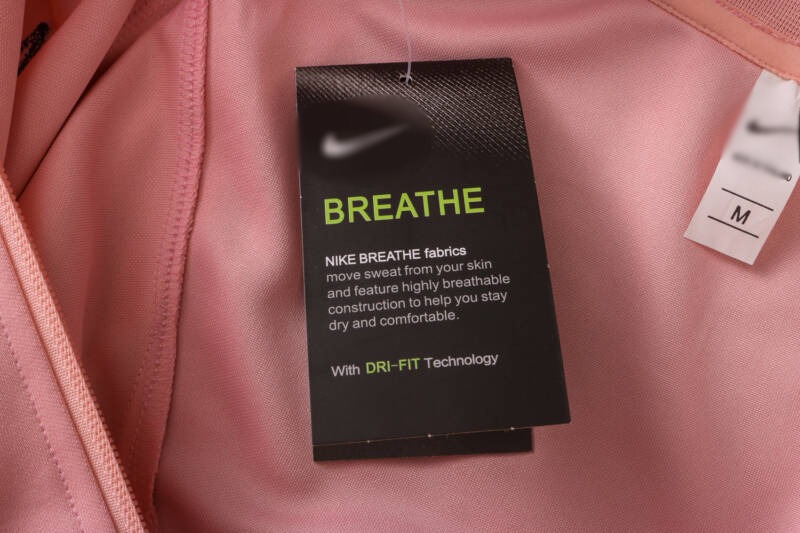 BREATHE
NIKE BREATHE fabrics
move sweat from your skin
and feature highly breathable
construction to help you stay
dry and comfortable.
With DRI-FIT Technology
M